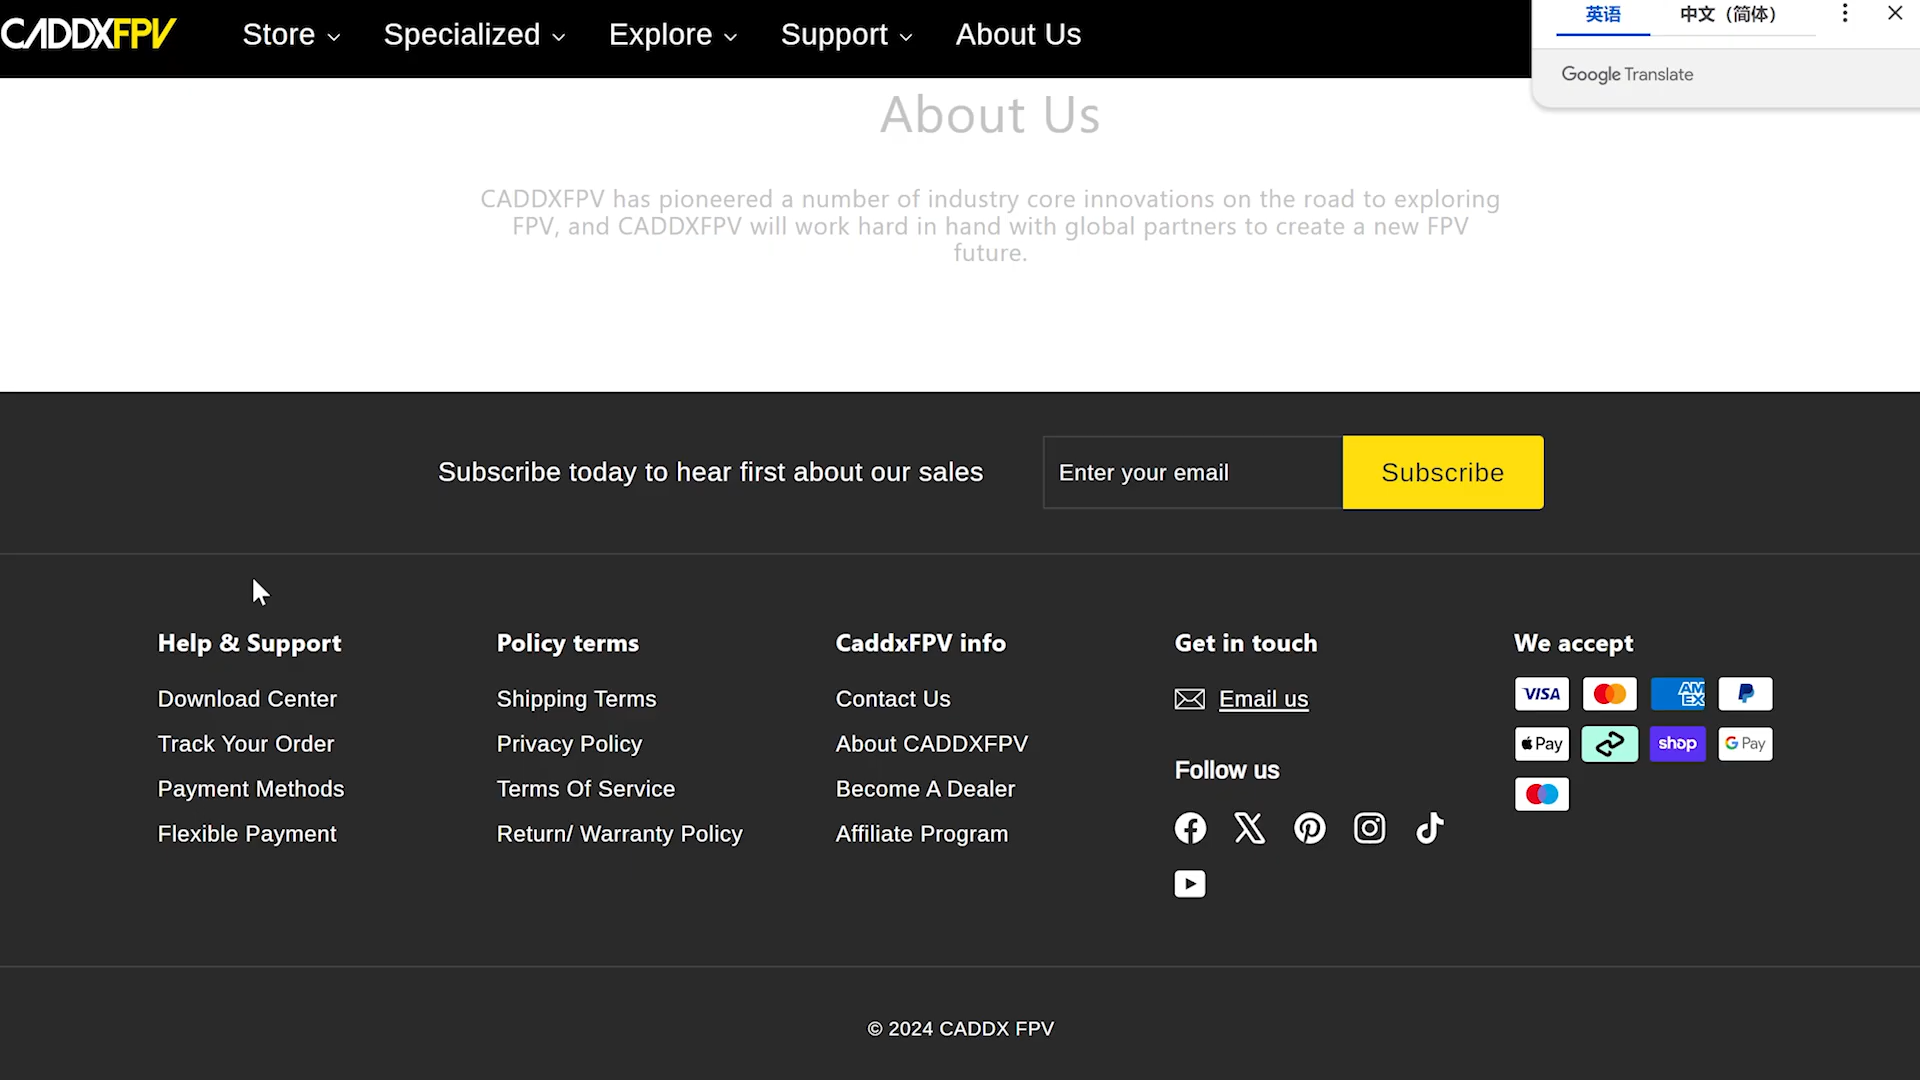 CADDXFPV
Store
Specialized
Explore
Support
About Us
英语
中文（简体）
Google Translate
About Us
CADDXFPV has pioneered a number of industry core innovations on the road to exploring
FPV, and CADDXFPV will work hard in hand with global partners to create a new FPV
future.
Subscribe today to hear first about our sales
Enter your email
Subscribe
Help & Support
Download Center
Track Your Order
Payment Methods
Flexible Payment
Policy terms
Shipping Terms
Privacy Policy
Terms Of Service
Return/ Warranty Policy
CaddxFPV info
Contact Us
About CADDXFPV
Become A Dealer
Affiliate Program
Get in touch
Email us
Follow us
We accept
VISA
AM
EX
Pay
shop
G Pay
© 2024 CADDX FPV